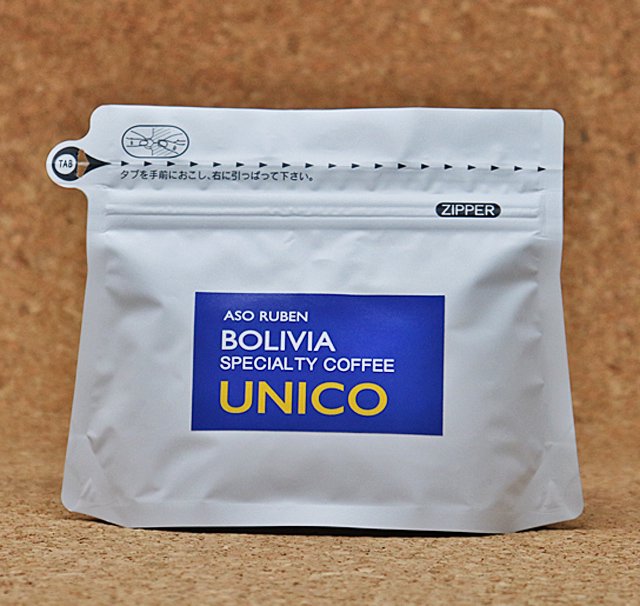 TAB
タブを手前におこし、右に引っぱって下さい。
ZIPPER
ASO RUBEN
BOLIVIA
SPECIALTY COFFEE
UNICO